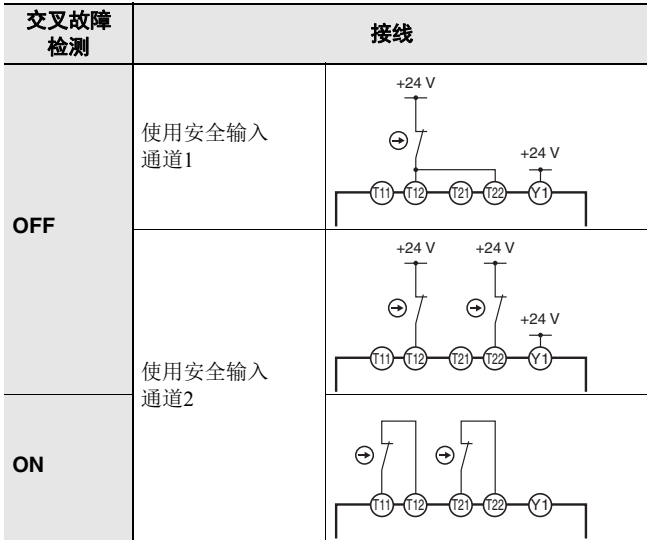 交叉故障
检测
接线
OFF
使用安全输入
通道1
+24 V
+24 V
T11 T12 T21 T22 Y1
使用安全输入
通道2
+24 V +24 V
+24 V
T11 T12 T21 T22 Y1
ON
T11 T12 T21 T22 Y1